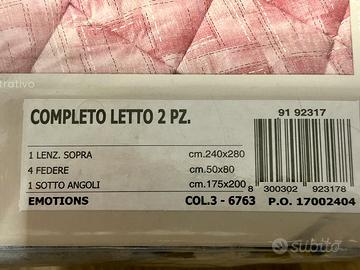 trativo
COMPLETO LETTO 2 PZ.
91 92317
1 LENZ. SOPRA cm.240x280
4 FEDERE cm.50x80
1 SOTTO ANGOLI cm.175x200
8 300302 923178
EMOTIONS COL.3 - 6763 P.O. 17002404
subito